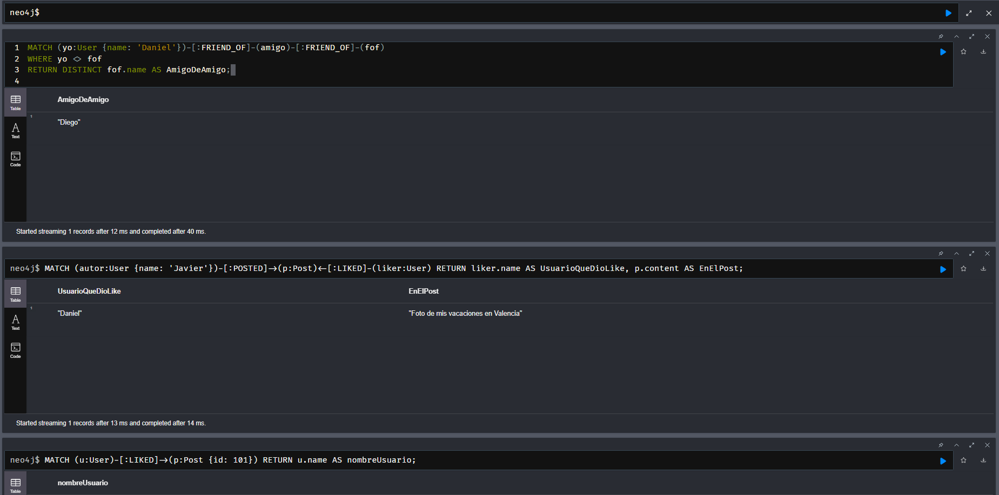 neo4j$
1 MATCH (yo:User {name: 'Daniel'})-[:FRIEND_OF]-(amigo)-[:FRIEND_OF]-(fof)
2 WHERE yo <> fof
3 RETURN DISTINCT fof.name AS AmigoDeAmigo;
4
Table
Text
Code
AmigoDeAmigo
1
"Diego"
Started streaming 1 records after 12 ms and completed after 40 ms.
neo4j$ MATCH (autor:User {name: 'Javier'})-[:POSTED]->(p:Post)<-[:LIKED]-(liker:User) RETURN liker.name AS UsuarioQueDioLike, p.content AS EnElPost;
Table
Text
Code
UsuarioQueDioLike EnElPost
1
"Daniel" "Foto de mis vacaciones en Valencia"
Started streaming 1 records after 13 ms and completed after 14 ms.
neo4j$ MATCH (u:User)-[:LIKED]->(p:Post {id: 101}) RETURN u.name AS nombreUsuario;
Table
nombreUsuario